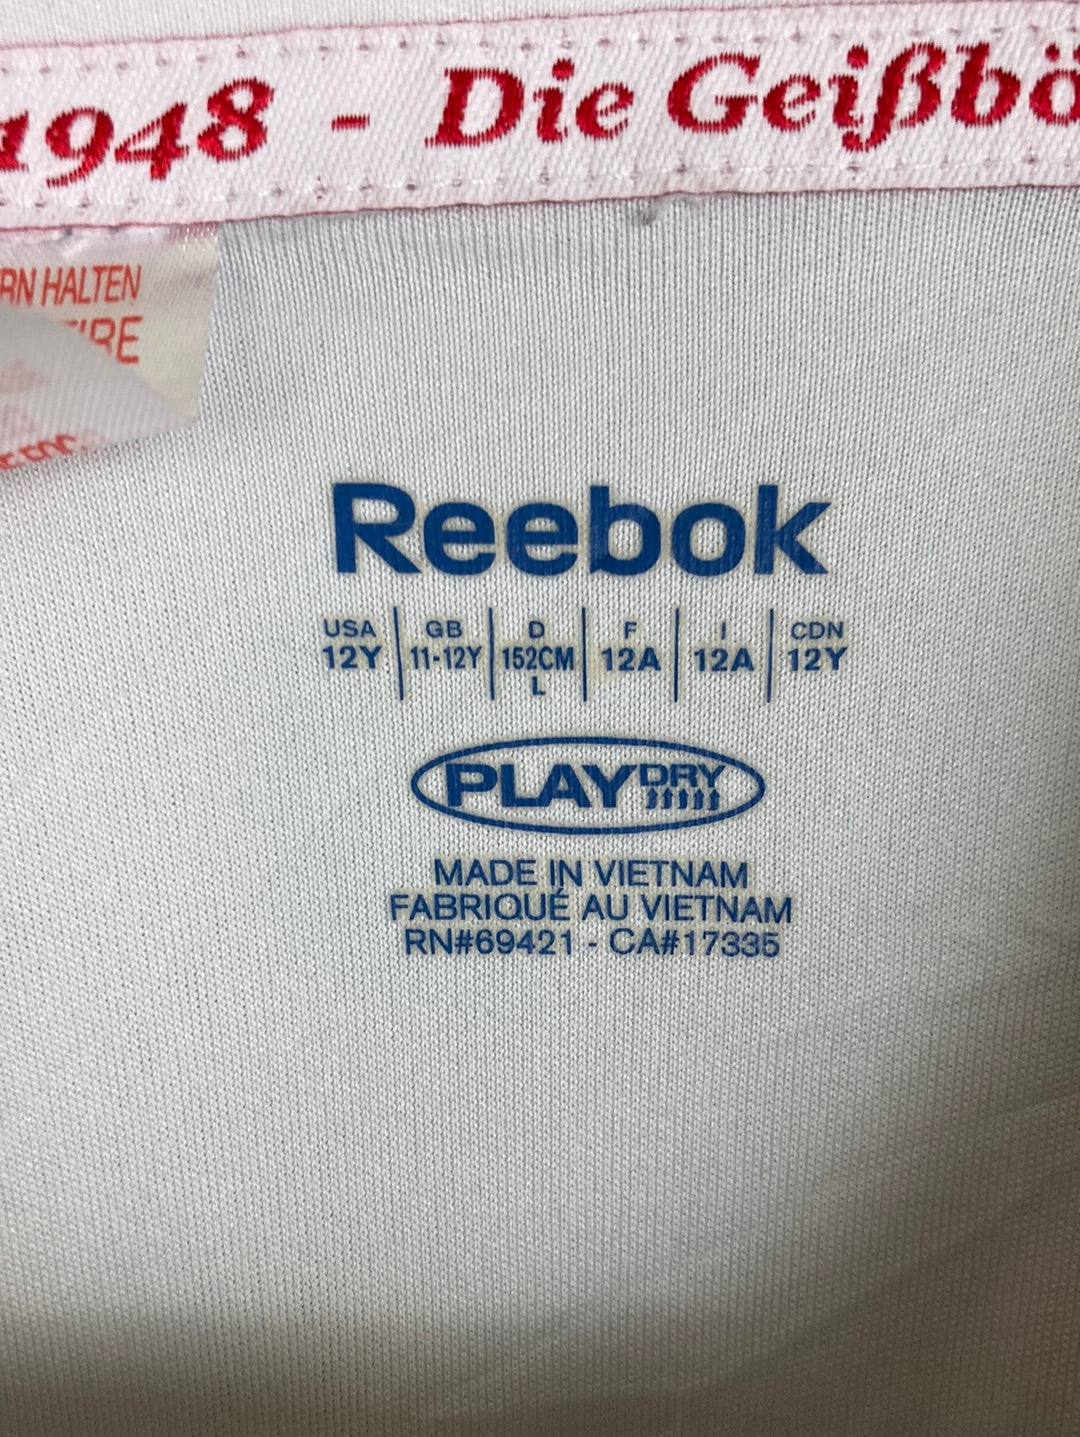 1948 - Die Geißbö
RN HALTEN
Reebok
USA GB D F I CDN
12Y 11-12Y 152CM 12A 12A 12Y
L
PLAYDRY
MADE IN VIETNAM
FABRIQUÉ AU VIETNAM
RN#69421 - CA#17335